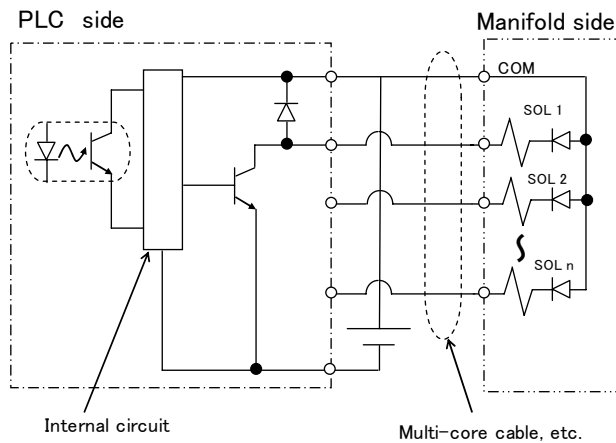 PLC side
Manifold side
COM
SOL 1
SOL 2
SOL n
Internal circuit
Multi-core cable, etc.